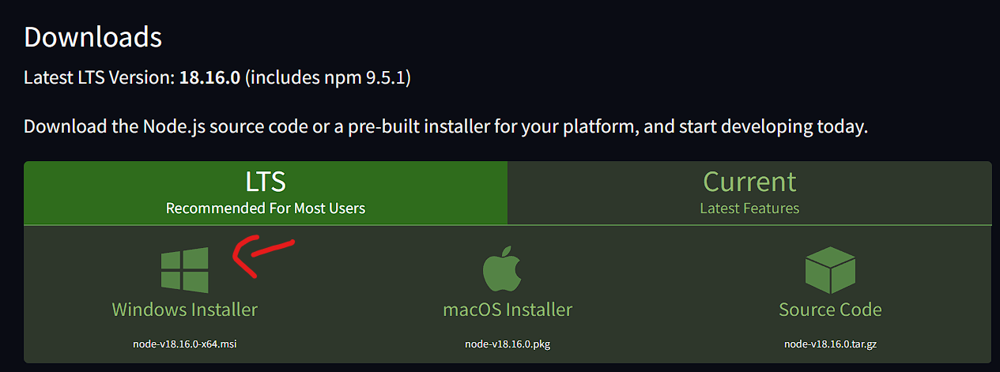 Downloads
Latest LTS Version: 18.16.0 (includes npm 9.5.1)
Download the Node.js source code or a pre-built installer for your platform, and start developing today.
LTS
Recommended For Most Users
Current
Latest Features
Windows Installer
node-v18.16.0-x64.msi
macOS Installer
node-v18.16.0.pkg
Source Code
node-v18.16.0.tar.gz